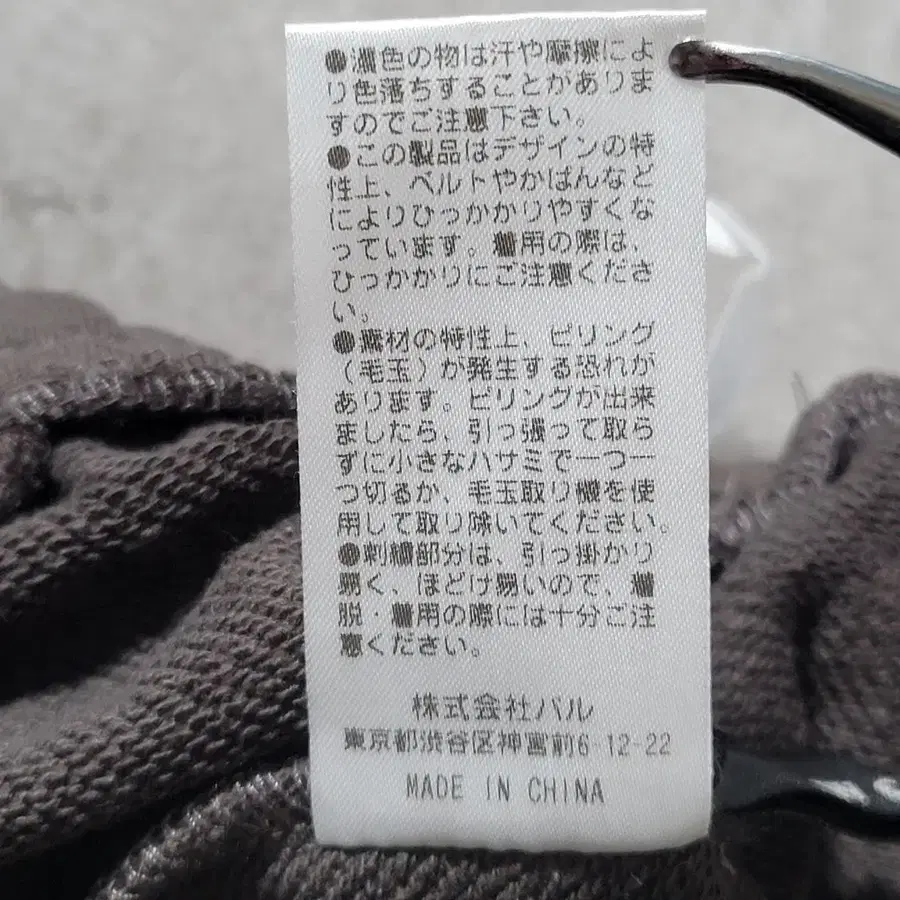 ●濃色の物は汗や摩擦によ
り色落ちすることがありま
すのでご注意下さい。
●この製品はデザインの特
性上、ベルトやかばんなど
によりひっかかりやすくな
っています。着用の際は、
ひっかかりにご注意くださ
い。
●素材の特性上、ピリング
(毛玉)が発生する恐れが
あります。ピリングが出来
ましたら、引っ張って取ら
ずに小さなハサミで一つ一
つ切るか、毛玉取り機を使
用して取り除いてください。
●刺繍部分は、引っ掛かり
易く、ほどけ易いので、着
脱・着用の際には十分ご注
意ください。
株式会社パル
東京都渋谷区神宮前6-12-22
MADE IN CHINA